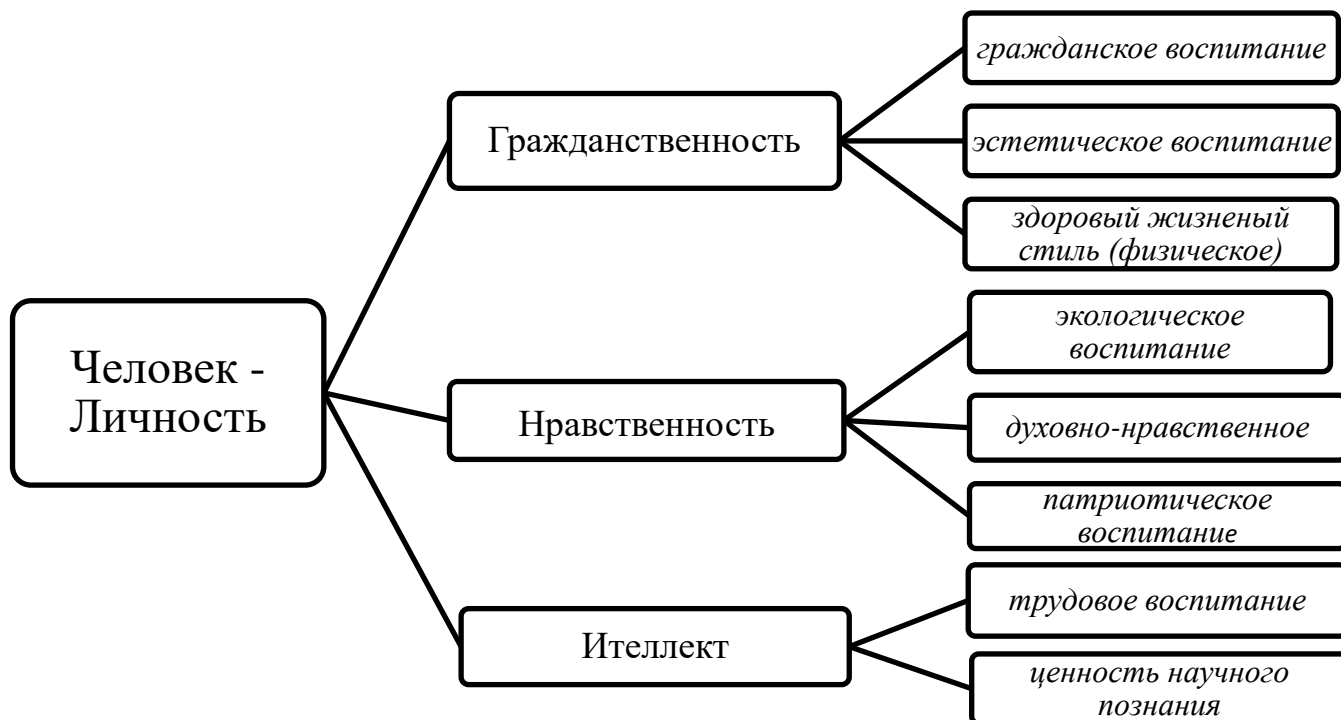 гражданское воспитание
Гражданственность
эстетическое воспитание
здоровый жизненый
стиль (физическое)
Человек -
Личность
экологическое
воспитание
Нравственность
духовно-нравственное
патриотическое
воспитание
Ителлект
трудовое воспитание
ценность научного
познания